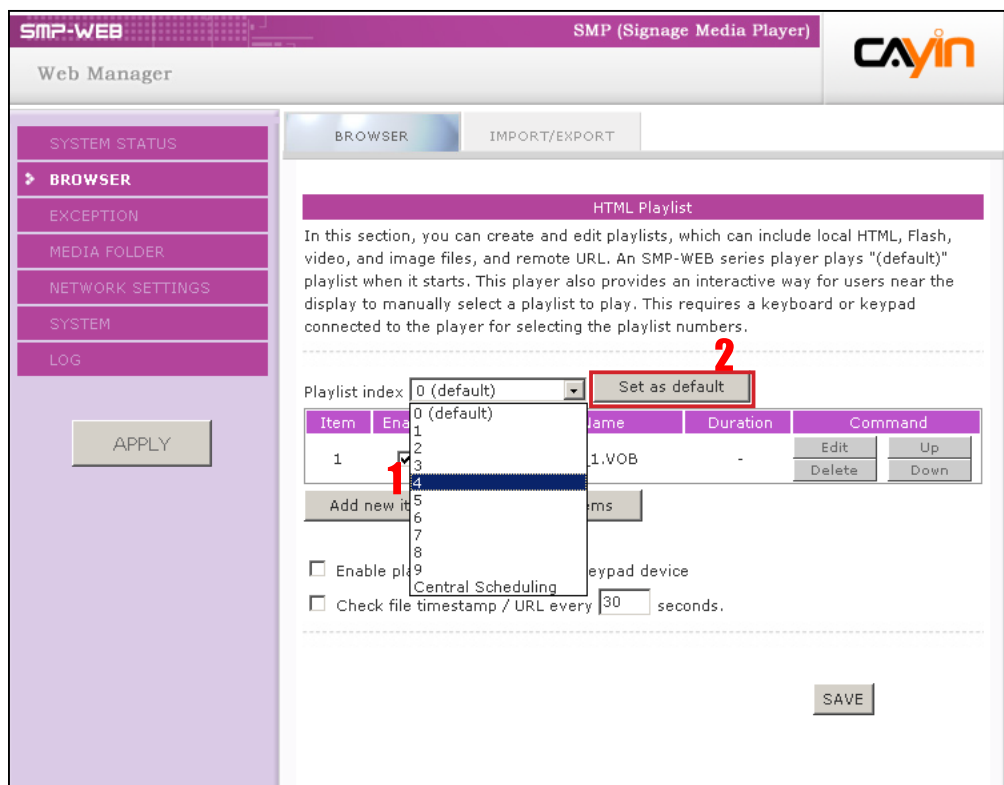 SMP-WEB
SMP (Signage Media Player)
CAyin
Web Manager
SYSTEM STATUS
BROWSER
EXCEPTION
MEDIA FOLDER
NETWORK SETTINGS
SYSTEM
LOG
APPLY
BROWSER
IMPORT/EXPORT
HTML Playlist
In this section, you can create and edit playlists, which can include local HTML, Flash,
video, and image files, and remote URL. An SMP-WEB series player plays "(default)"
playlist when it starts. This player also provides an interactive way for users near the
display to manually select a playlist to play. This requires a keyboard or keypad
connected to the player for selecting the playlist numbers.
2
Playlist index 0 (default) Set as default
0 (default)
1
2
3
4
5
6
7
8
9
Central Scheduling
1
Item Duration Command
1 _1.VOB - Edit Up
Delete Down
Add new
Enable eypad device
Check file timestamp / URL every 30 seconds.
SAVE